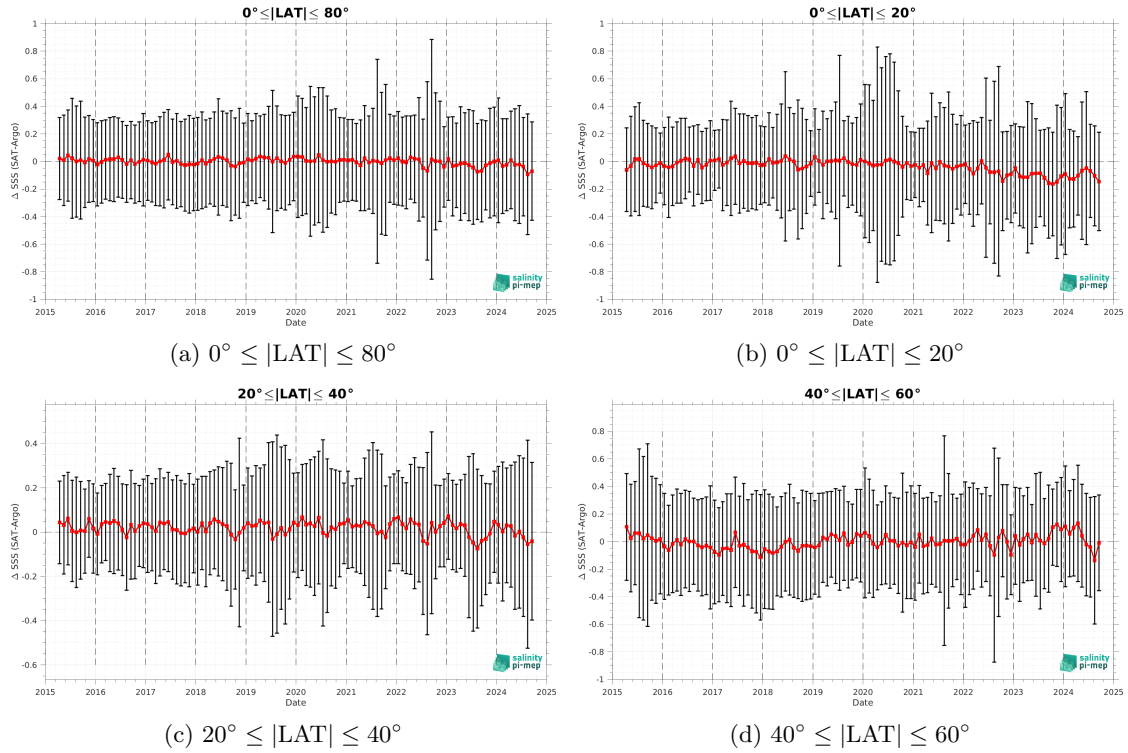 0°≤|LAT|≤ 80°
Δ SSS (SAT-Argo)
1
0.8
0.6
0.4
0.2
0
-0.2
-0.4
-0.6
-0.8
-1
2015 2016 2017 2018 2019 2020 2021 2022 2023 2024 2025
Date
salinity
pi-mep
(a) 0° ≤ |LAT| ≤ 80°
0°≤|LAT|≤ 20°
Δ SSS (SAT-Argo)
1
0.8
0.6
0.4
0.2
0
-0.2
-0.4
-0.6
-0.8
-1
2015 2016 2017 2018 2019 2020 2021 2022 2023 2024 2025
Date
salinity
pi-mep
(b) 0° ≤ |LAT| ≤ 20°
20°≤|LAT|≤ 40°
Δ SSS (SAT-Argo)
0.4
0.2
0
-0.2
-0.4
-0.6
2015 2016 2017 2018 2019 2020 2021 2022 2023 2024 2025
Date
salinity
pi-mep
(c) 20° ≤ |LAT| ≤ 40°
40°≤|LAT|≤ 60°
Δ SSS (SAT-Argo)
1
0.8
0.6
0.4
0.2
0
-0.2
-0.4
-0.6
-0.8
-1
2015 2016 2017 2018 2019 2020 2021 2022 2023 2024 2025
Date
salinity
pi-mep
(d) 40° ≤ |LAT| ≤ 60°